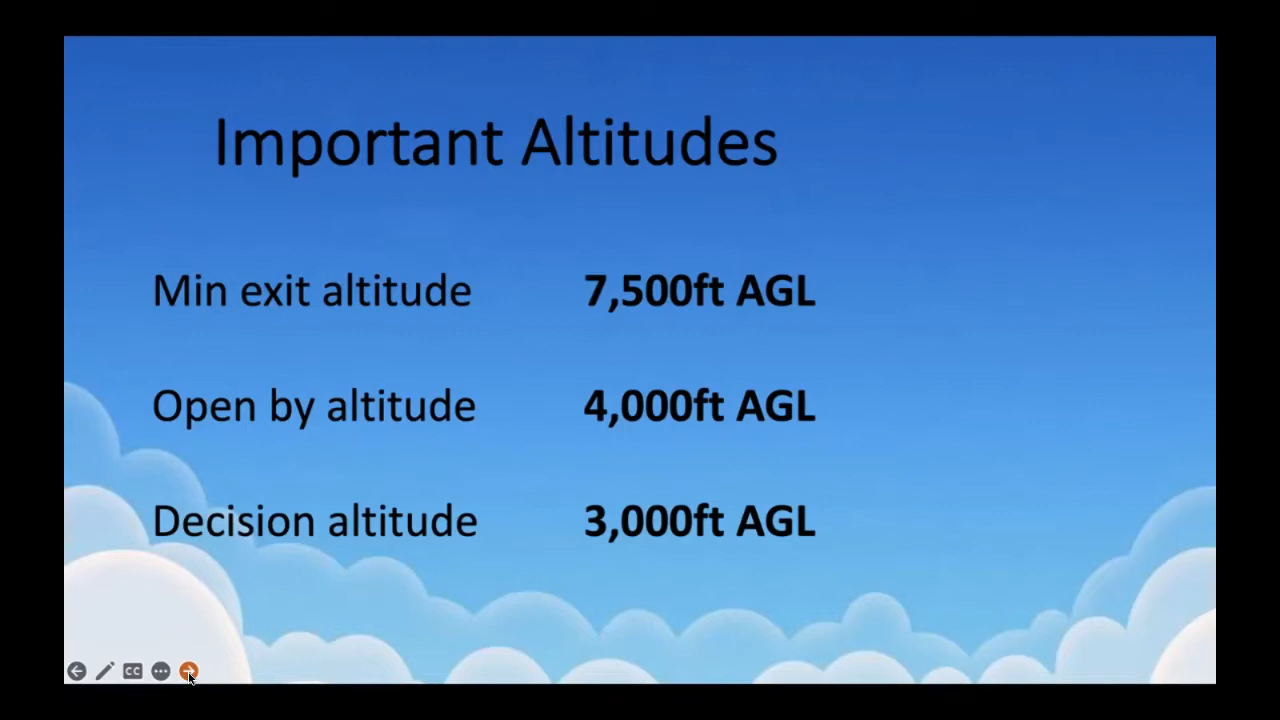 Important Altitudes
Min exit altitude 7,500ft AGL
Open by altitude 4,000ft AGL
Decision altitude 3,000ft AGL
CC